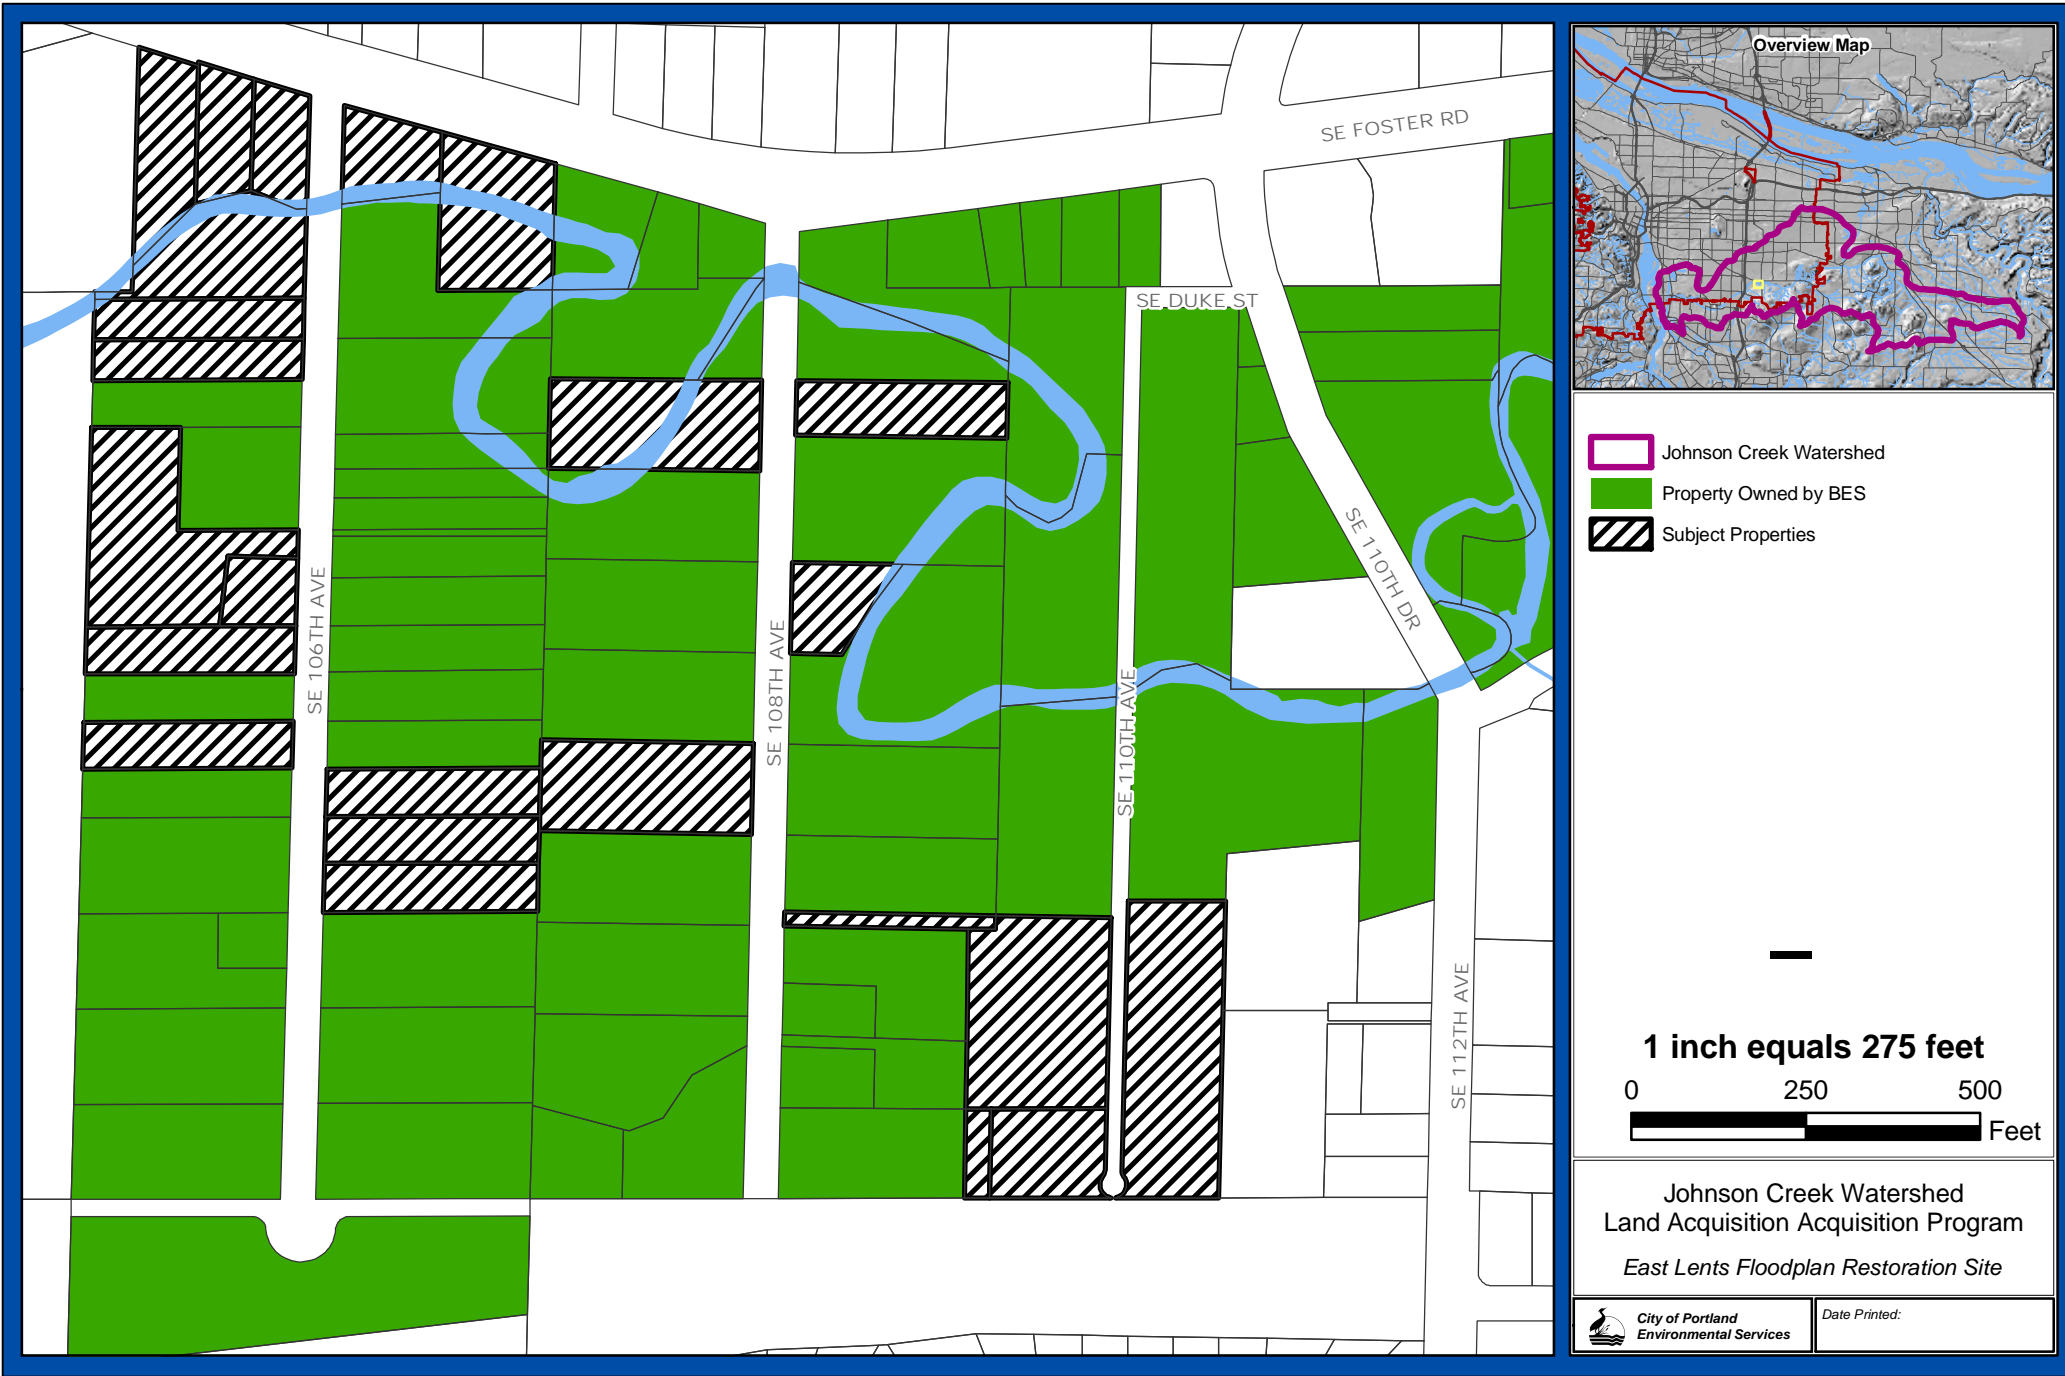 SE FOSTER RD
SE DUKE ST
SE 110TH DR
SE 106TH AVE
SE 108TH AVE
SE 110TH AVE
SE 112TH AVE
Overview Map
Johnson Creek Watershed
Property Owned by BES
Subject Properties
1 inch equals 275 feet
0 250 500
Feet
Johnson Creek Watershed
Land Acquisition Acquisition Program
East Lents Floodplan Restoration Site
City of Portland
Environmental Services
Date Printed: